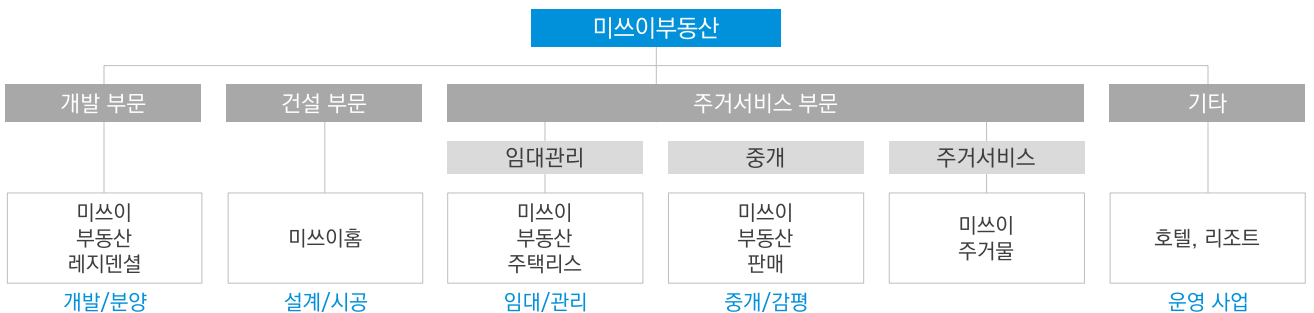 미쓰이부동산
개발 부문
건설 부문
주거서비스 부문
기타
임대관리
중개
주거서비스
미쓰이
부동산
레지덴셜
미쓰이홈
미쓰이
부동산
주택리스
미쓰이
부동산
판매
미쓰이
주거몰
호텔, 리조트
개발/분양
설계/시공
임대/관리
중개/감평
운영 사업